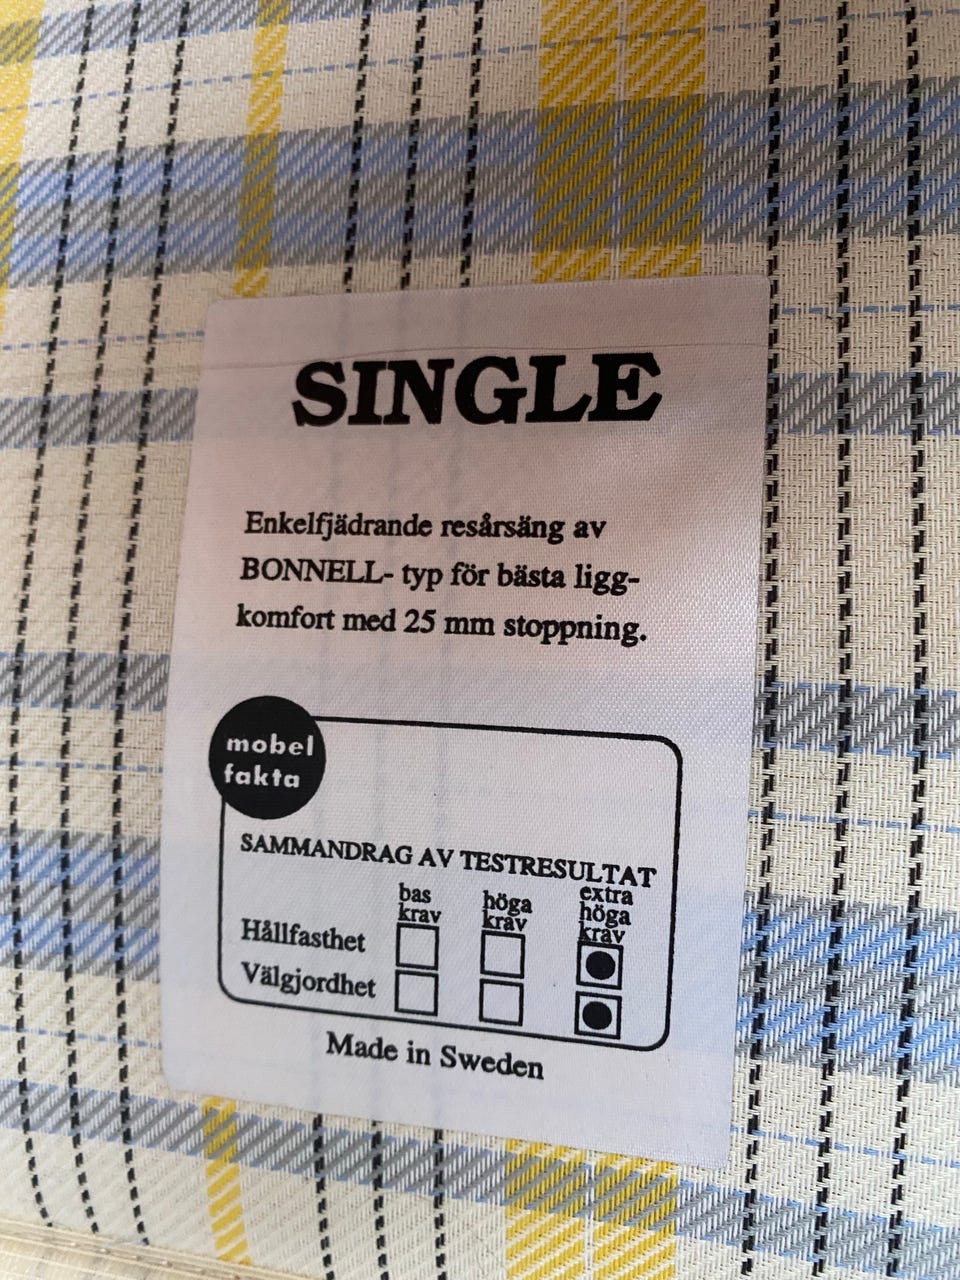 SINGLE
Enkelfjädrande resårsäng av
BONNELL- typ för bästa ligg-
komfort med 25 mm stoppning.
mobel
fakta
SAMMANDRAG AV TESTRESULTAT
bas
krav
höga
krav
extra
höga
krav
Hållfasthet
Välgjordhet
Made in Sweden